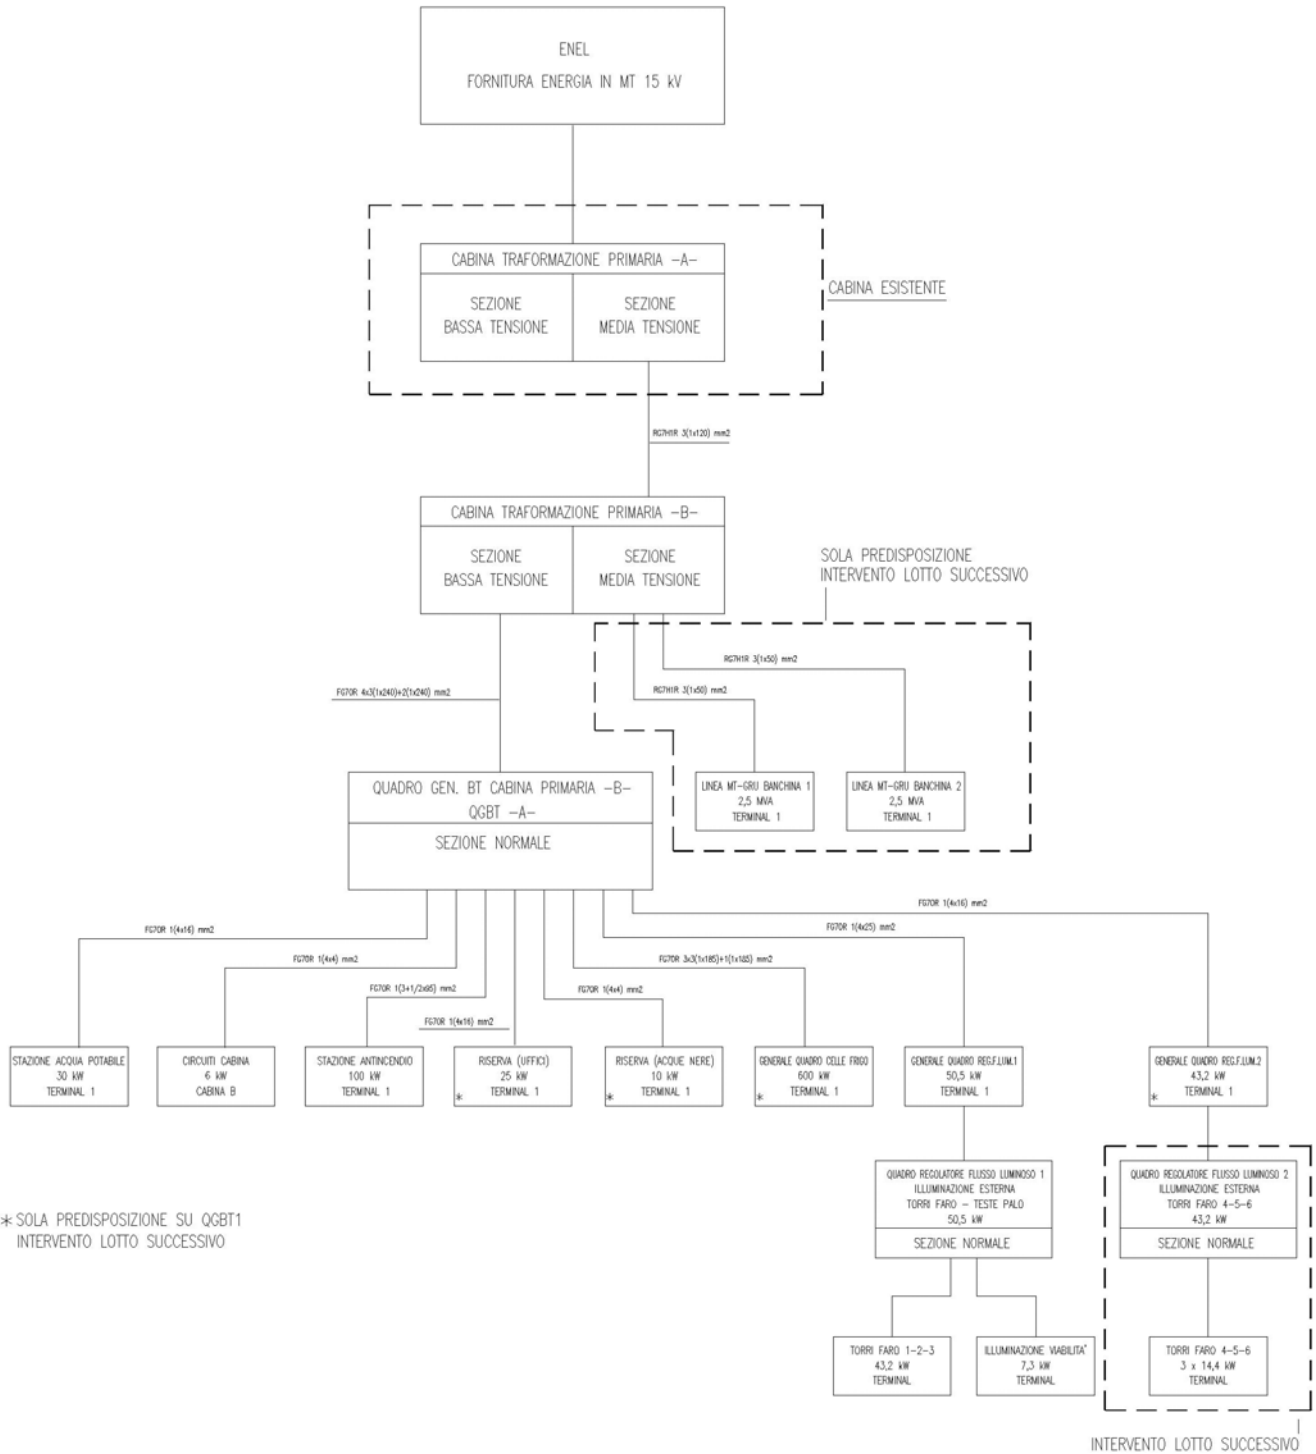 ENEL
FORNITURA ENERGIA IN MT 15 kV
CABINA TRAFORMAZIONE PRIMARIA -A-
SEZIONE
BASSA TENSIONE
SEZIONE
MEDIA TENSIONE
CABINA ESISTENTE
RG7H1R 3(1x120) mm2
CABINA TRAFORMAZIONE PRIMARIA -B-
SEZIONE
BASSA TENSIONE
SEZIONE
MEDIA TENSIONE
SOLA PREDISPOSIZIONE
INTERVENTO LOTTO SUCCESSIVO
RG7H1R 3(1x50) mm2
RG7H1R 3(1x50) mm2
FG7OR 4x3(1x240)+2(1x240) mm2
QUADRO GEN. BT CABINA PRIMARIA -B-
QGBT -A-
SEZIONE NORMALE
LINEA MT-GRU BANCHINA 1
2,5 MVA
TERMINAL 1
LINEA MT-GRU BANCHINA 2
2,5 MVA
TERMINAL 1
FG7OR 1(4x16) mm2
FG7OR 1(4x4) mm2
FG7OR 1(3+1/2x95) mm2
FG7OR 1(4x16) mm2
FG7OR 1(4x4) mm2
FG7OR 3x3(1x185)+1(1x185) mm2
FG7OR 1(4x25) mm2
FG7OR 1(4x16) mm2
STAZIONE ACQUA POTABILE
30 kW
TERMINAL 1
CIRCUITI CABINA
6 kW
CABINA B
STAZIONE ANTINCENDIO
100 kW
TERMINAL 1
RISERVA (UFFICI)
25 kW
* TERMINAL 1
RISERVA (ACQUE NERE)
10 kW
* TERMINAL 1
GENERALE QUADRO CELLE FRIGO
600 kW
* TERMINAL 1
GENERALE QUADRO REG.F.LUM.1
50,5 kW
TERMINAL 1
GENERALE QUADRO REG.F.LUM.2
43,2 kW
* TERMINAL 1
QUADRO REGOLATORE FLUSSO LUMINOSO 1
ILLUMINAZIONE ESTERNA
TORRI FARO - TESTE PALO
50,5 kW
SEZIONE NORMALE
QUADRO REGOLATORE FLUSSO LUMINOSO 2
ILLUMINAZIONE ESTERNA
TORRI FARO 4-5-6
43,2 kW
SEZIONE NORMALE
* SOLA PREDISPOSIZIONE SU QGBT1
INTERVENTO LOTTO SUCCESSIVO
TORRI FARO 1-2-3
43,2 kW
TERMINAL
ILLUMINAZIONE VIABILITA'
7,3 kW
TERMINAL
TORRI FARO 4-5-6
3 x 14,4 kW
TERMINAL
INTERVENTO LOTTO SUCCESSIVO